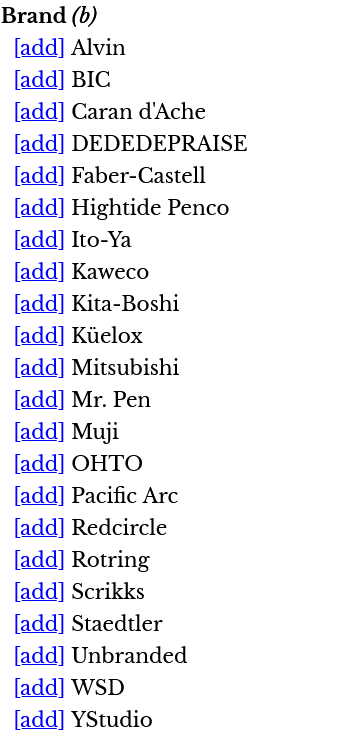 Brand (b)
[add] Alvin
[add] BIC
[add] Caran d'Ache
[add] DEDEDEPRAISE
[add] Faber-Castell
[add] Hightide Penco
[add] Ito-Ya
[add] Kaweco
[add] Kita-Boshi
[add] Küelox
[add] Mitsubishi
[add] Mr. Pen
[add] Muji
[add] OHTO
[add] Pacific Arc
[add] Redcircle
[add] Rotring
[add] Scrikks
[add] Staedtler
[add] Unbranded
[add] WSD
[add] YStudio